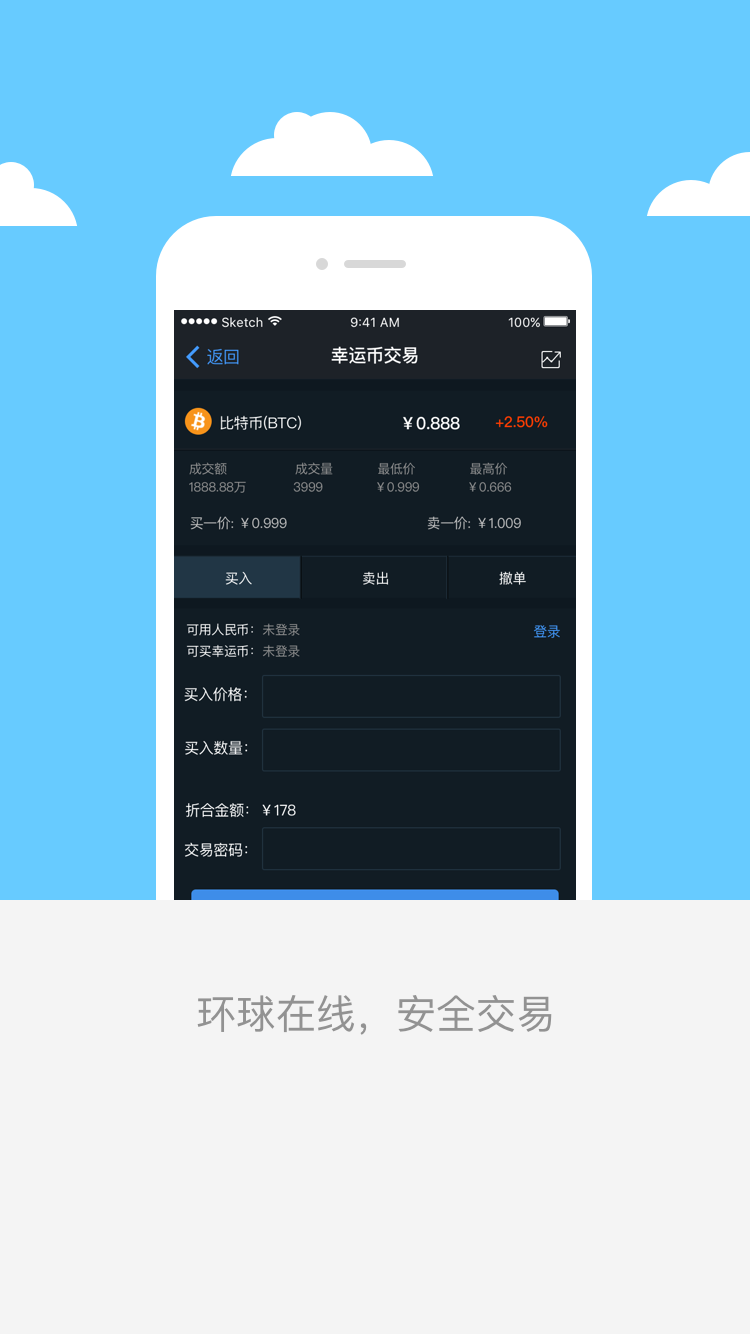 ●●●●● Sketch 9:41 AM 100%
返回 幸运币交易
比特币(BTC) ¥0.888 +2.50%
成交额 成交量 最低价 最高价
1888.88万 3999 ¥0.999 ¥0.666
买一价: ¥0.999 卖一价: ¥1.009
买入 卖出 撤单
可用人民币: 未登录 登录
可买幸运币: 未登录
买入价格:
买入数量:
折合金额: ¥178
交易密码:
环球在线，安全交易